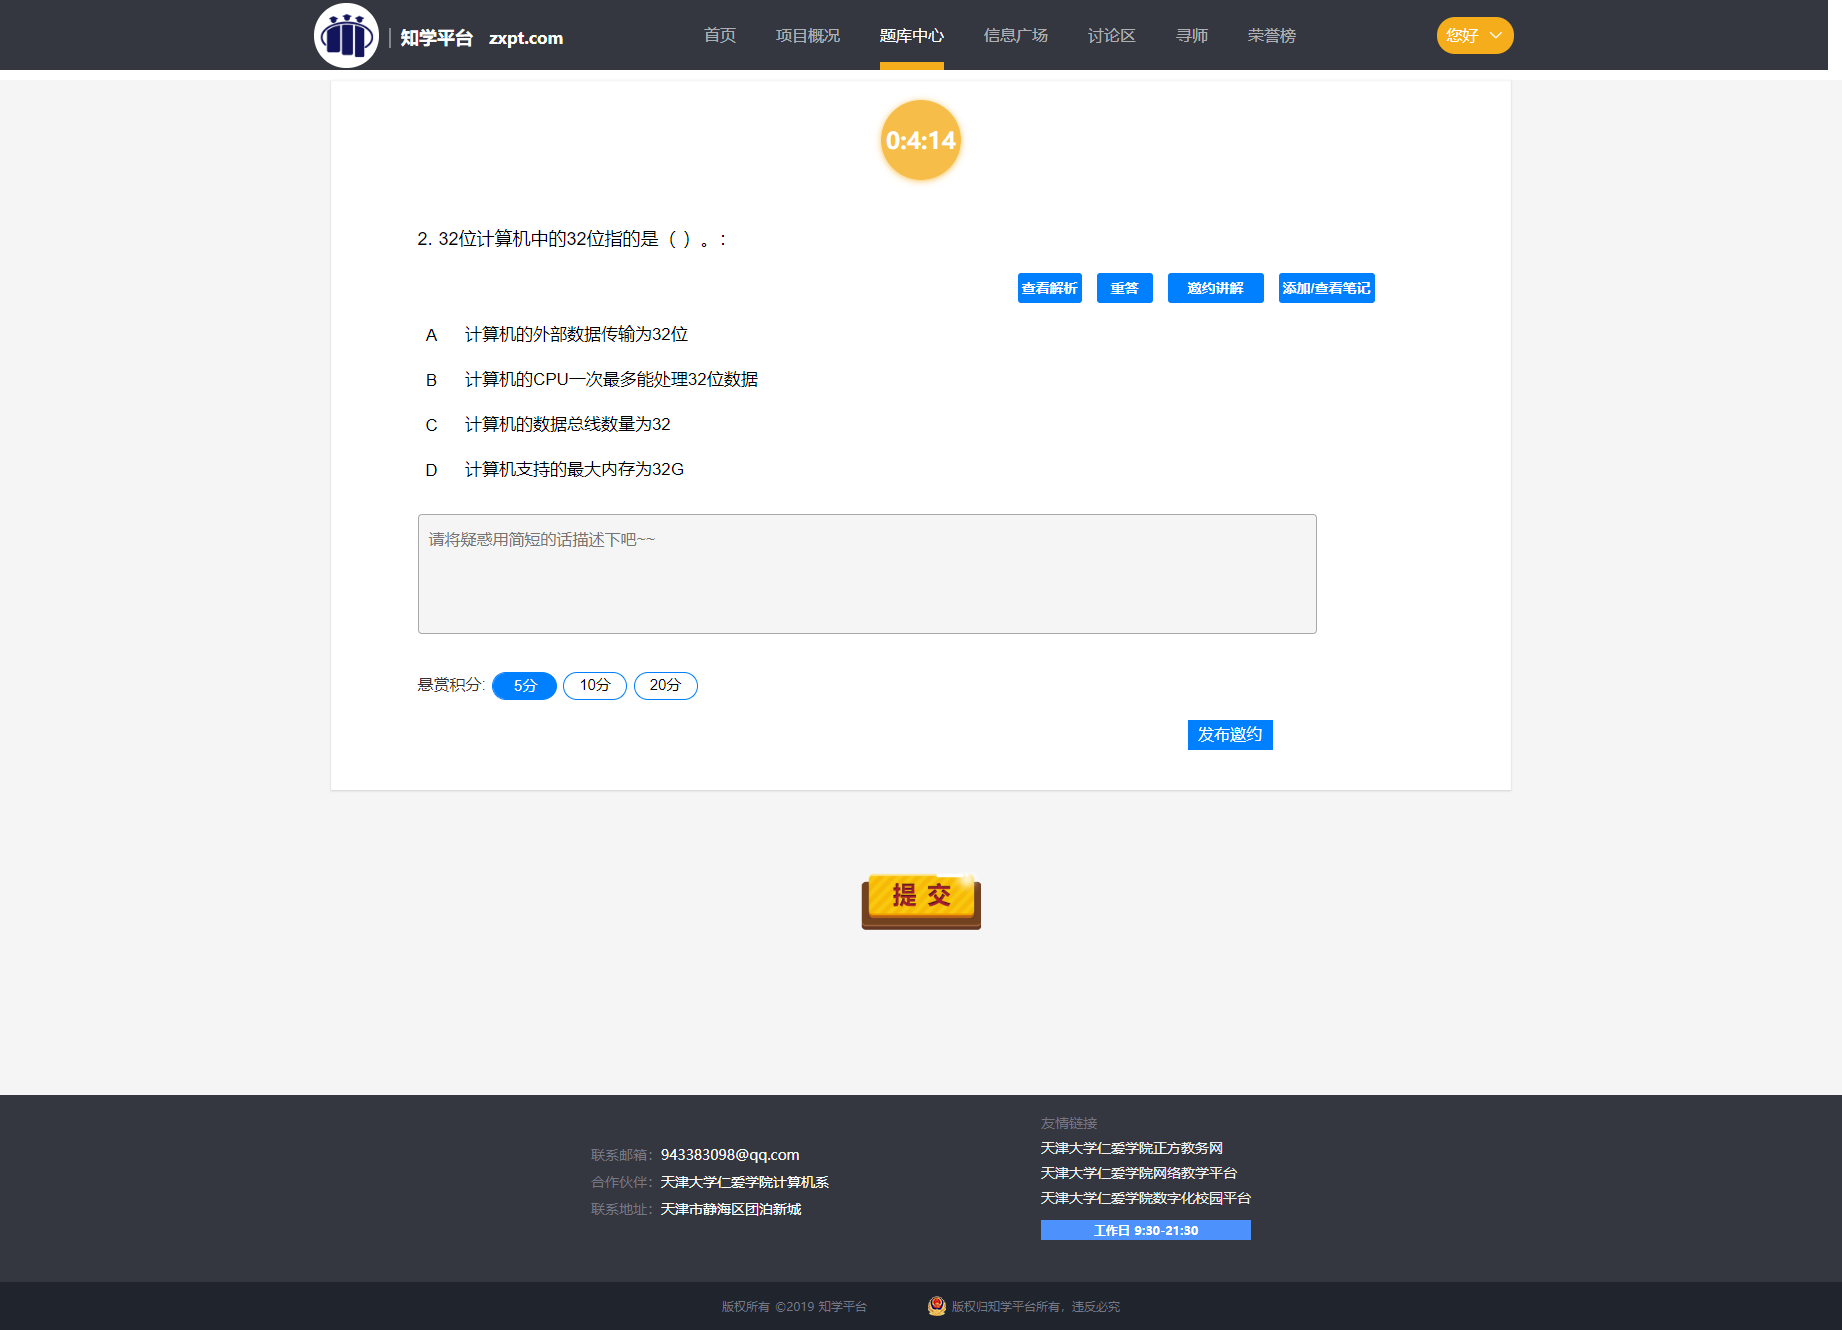 知学平台 zxpt.com
首页 项目概况 题库中心 信息广场 讨论区 寻师 荣誉榜
您好
0:4:14
2. 32位计算机中的32位指的是（ ）。:
查看解析 重答 邀约讲解 添加/查看笔记
A 计算机的外部数据传输为32位
B 计算机的CPU一次最多能处理32位数据
C 计算机的数据总线数量为32
D 计算机支持的最大内存为32G
请将疑惑用简短的话描述下吧~~
悬赏积分: 5分 10分 20分
发布邀约
提 交
联系邮箱：943383098@qq.com
合作伙伴：天津大学仁爱学院计算机系
联系地址：天津市静海区团泊新城
友情链接
天津大学仁爱学院正方教务网
天津大学仁爱学院网络教学平台
天津大学仁爱学院数字化校园平台
工作日 9:30-21:30
版权所有 ©2019 知学平台
版权归知学平台所有，违反必究